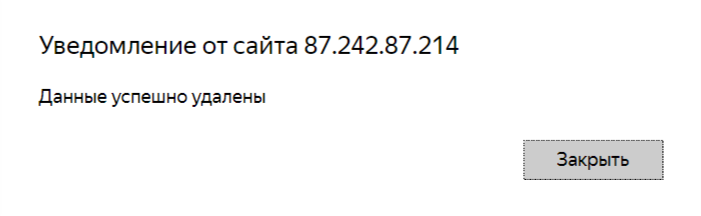 Уведомление от сайта 87.242.87.214
Данные успешно удалены
Закрыть